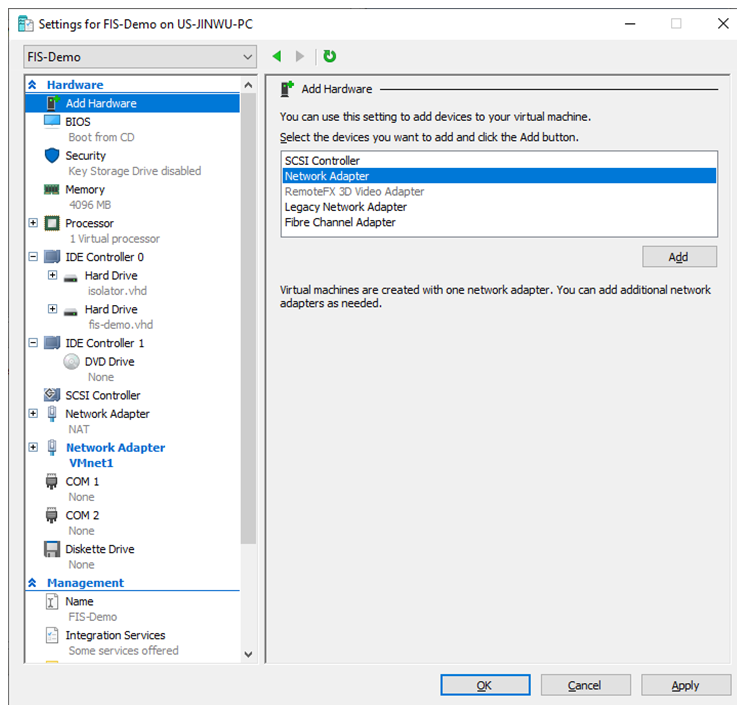 Settings for FIS-Demo on US-JINWU-PC
FIS-Demo
Hardware
Add Hardware
BIOS
Boot from CD
Security
Key Storage Drive disabled
Memory
4096 MB
Processor
1 Virtual processor
IDE Controller 0
Hard Drive
isolator.vhd
Hard Drive
fis-demo.vhd
IDE Controller 1
DVD Drive
None
SCSI Controller
Network Adapter
NAT
Network Adapter
VMnet1
COM 1
None
COM 2
None
Diskette Drive
None
Management
Name
FIS-Demo
Integration Services
Some services offered
Add Hardware
You can use this setting to add devices to your virtual machine.
Select the devices you want to add and click the Add button.
SCSI Controller
Network Adapter
RemoteFX 3D Video Adapter
Legacy Network Adapter
Fibre Channel Adapter
Add
Virtual machines are created with one network adapter. You can add additional network
adapters as needed.
OK
Cancel
Apply